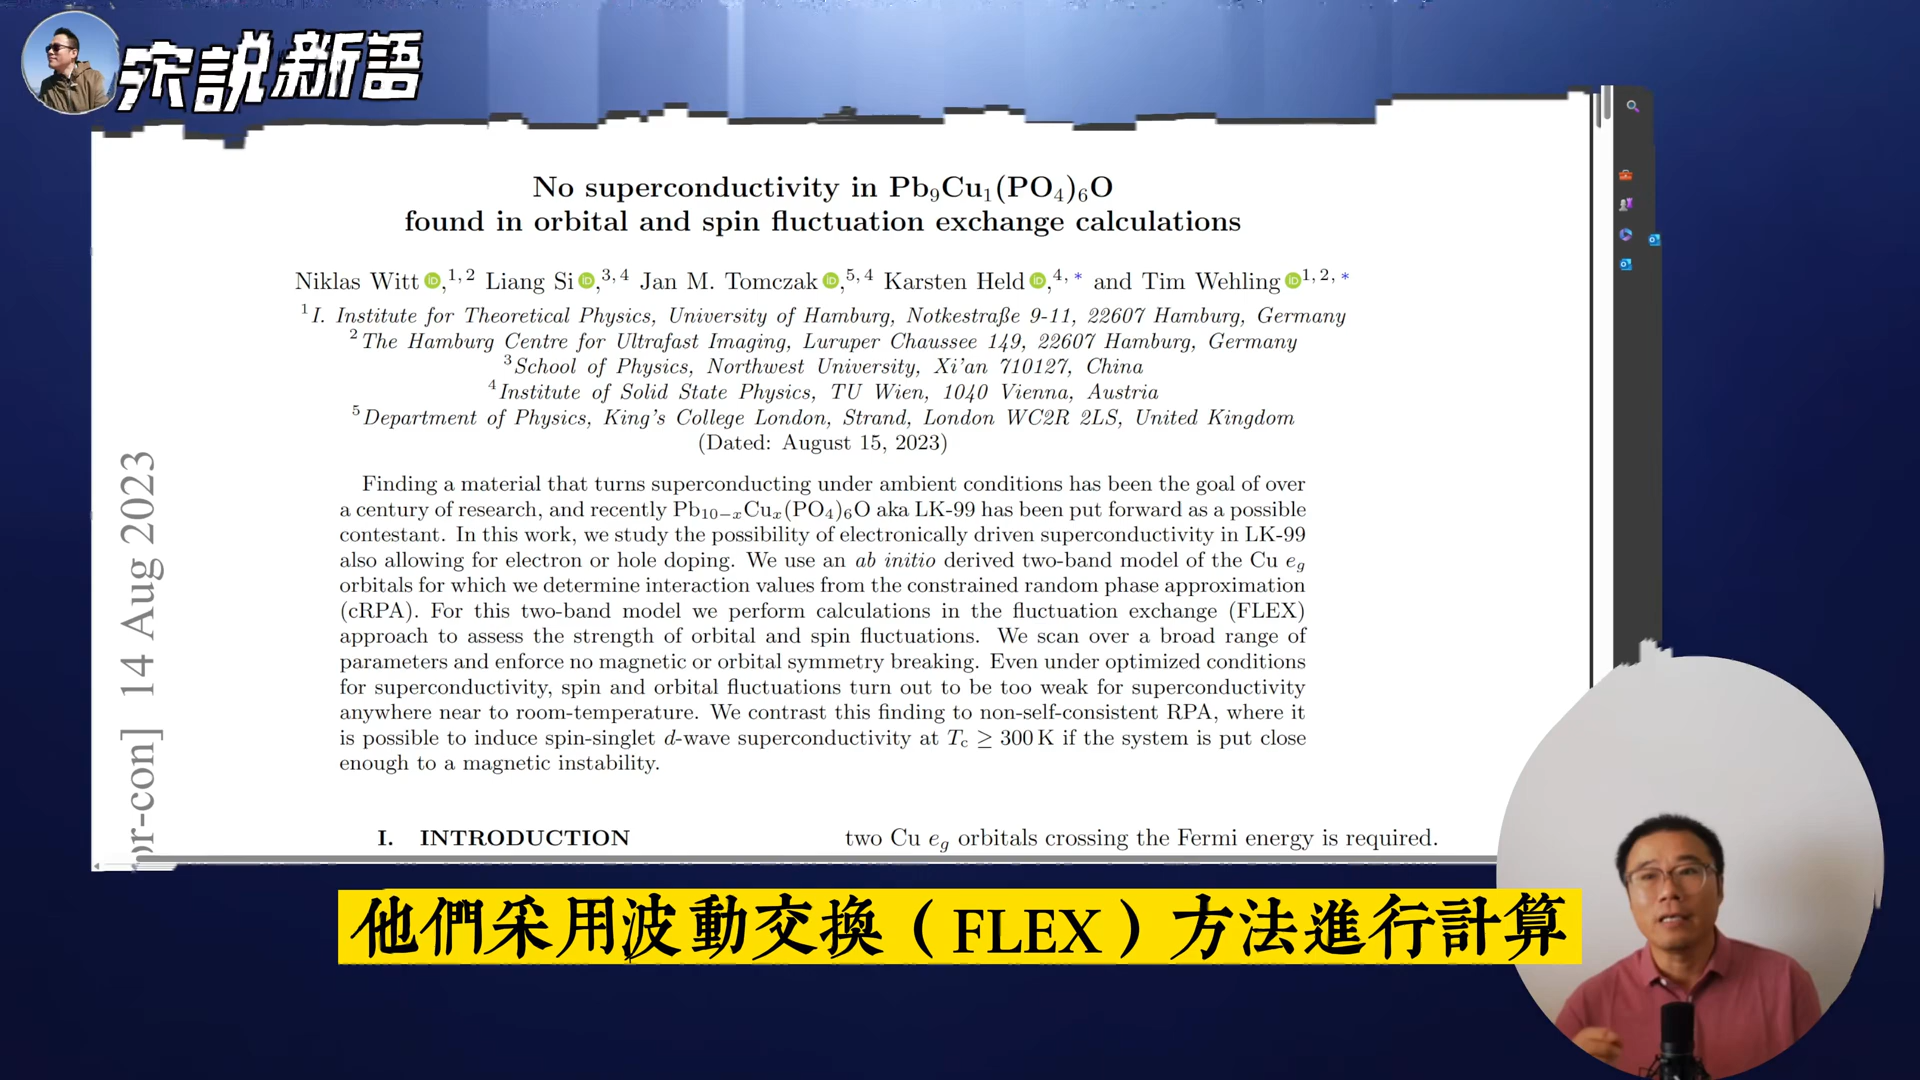 宊說新語
No superconductivity in Pb₉Cu₁(PO₄)₆O
found in orbital and spin fluctuation exchange calculations
Niklas Witt,¹,² Liang Si,³,⁴ Jan M. Tomczak,⁵,⁴ Karsten Held,⁴,* and Tim Wehling¹,²,*
¹I. Institute for Theoretical Physics, University of Hamburg, Notkestraße 9-11, 22607 Hamburg, Germany
²The Hamburg Centre for Ultrafast Imaging, Luruper Chaussee 149, 22607 Hamburg, Germany
³School of Physics, Northwest University, Xi'an 710127, China
⁴Institute of Solid State Physics, TU Wien, 1040 Vienna, Austria
⁵Department of Physics, King's College London, Strand, London WC2R 2LS, United Kingdom
(Dated: August 15, 2023)
Finding a material that turns superconducting under ambient conditions has been the goal of over
a century of research, and recently Pb₁₀₋ₓCuₓ(PO₄)₆O aka LK-99 has been put forward as a possible
contestant. In this work, we study the possibility of electronically driven superconductivity in LK-99
also allowing for electron or hole doping. We use an ab initio derived two-band model of the Cu e_g
orbitals for which we determine interaction values from the constrained random phase approximation
(cRPA). For this two-band model we perform calculations in the fluctuation exchange (FLEX)
approach to assess the strength of orbital and spin fluctuations. We scan over a broad range of
parameters and enforce no magnetic or orbital symmetry breaking. Even under optimized conditions
for superconductivity, spin and orbital fluctuations turn out to be too weak for superconductivity
anywhere near to room-temperature. We contrast this finding to non-self-consistent RPA, where it
is possible to induce spin-singlet d-wave superconductivity at T_c ≥ 300 K if the system is put close
enough to a magnetic instability.
I. INTRODUCTION
two Cu e_g orbitals crossing the Fermi energy is required.
r-con] 14 Aug 2023
他們采用波動交換（FLEX）方法進行計算